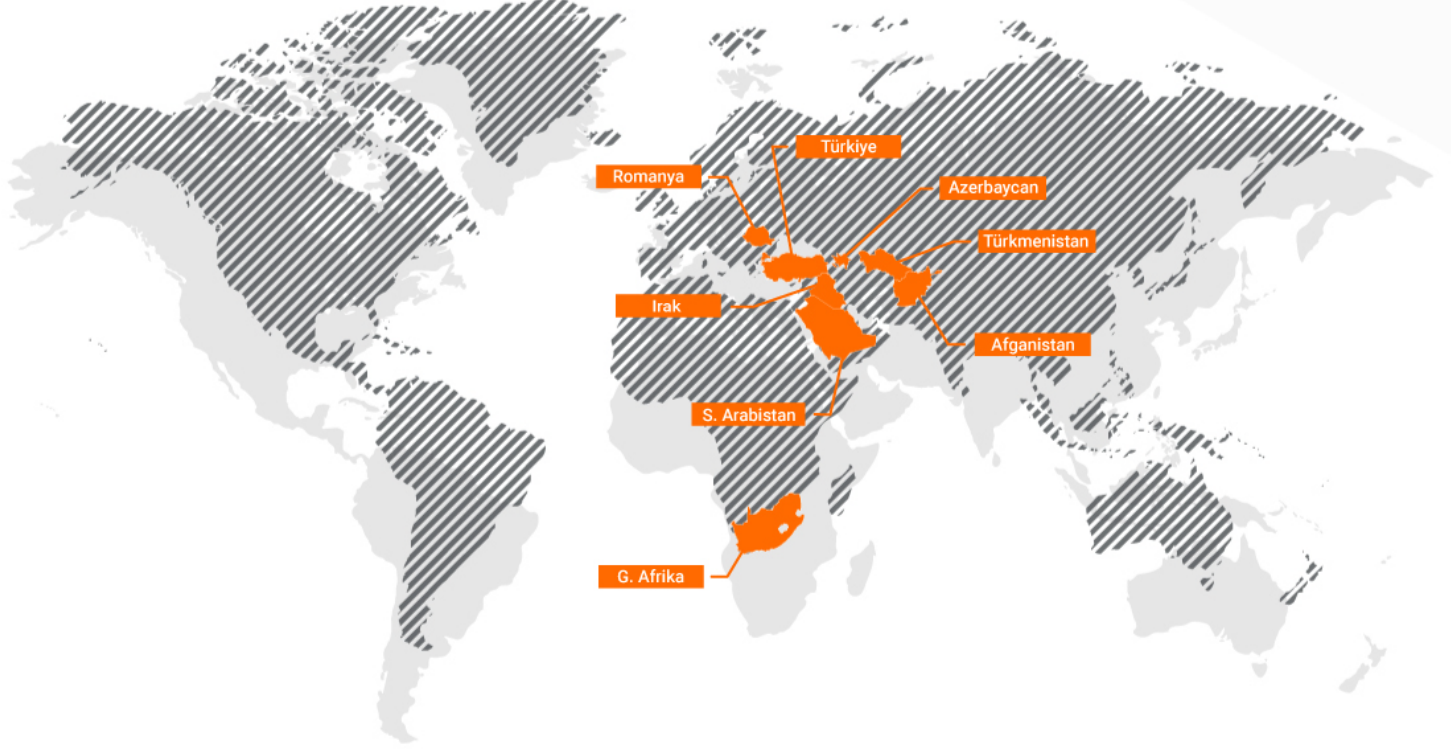 Türkiye
Romanya
Azerbaycan
Türkmenistan
Irak
Afganistan
S. Arabistan
G. Afrika